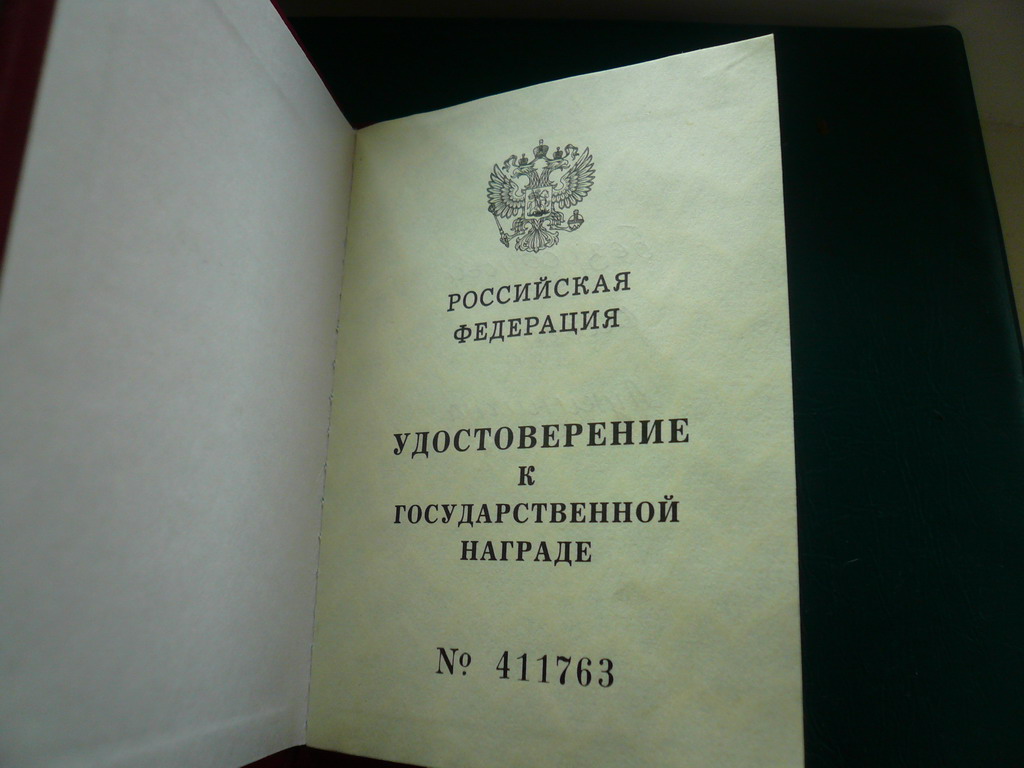 РОССИЙСКАЯ
ФЕДЕРАЦИЯ
УДОСТОВЕРЕНИЕ
К
ГОСУДАРСТВЕННОЙ
НАГРАДЕ
№ 411763